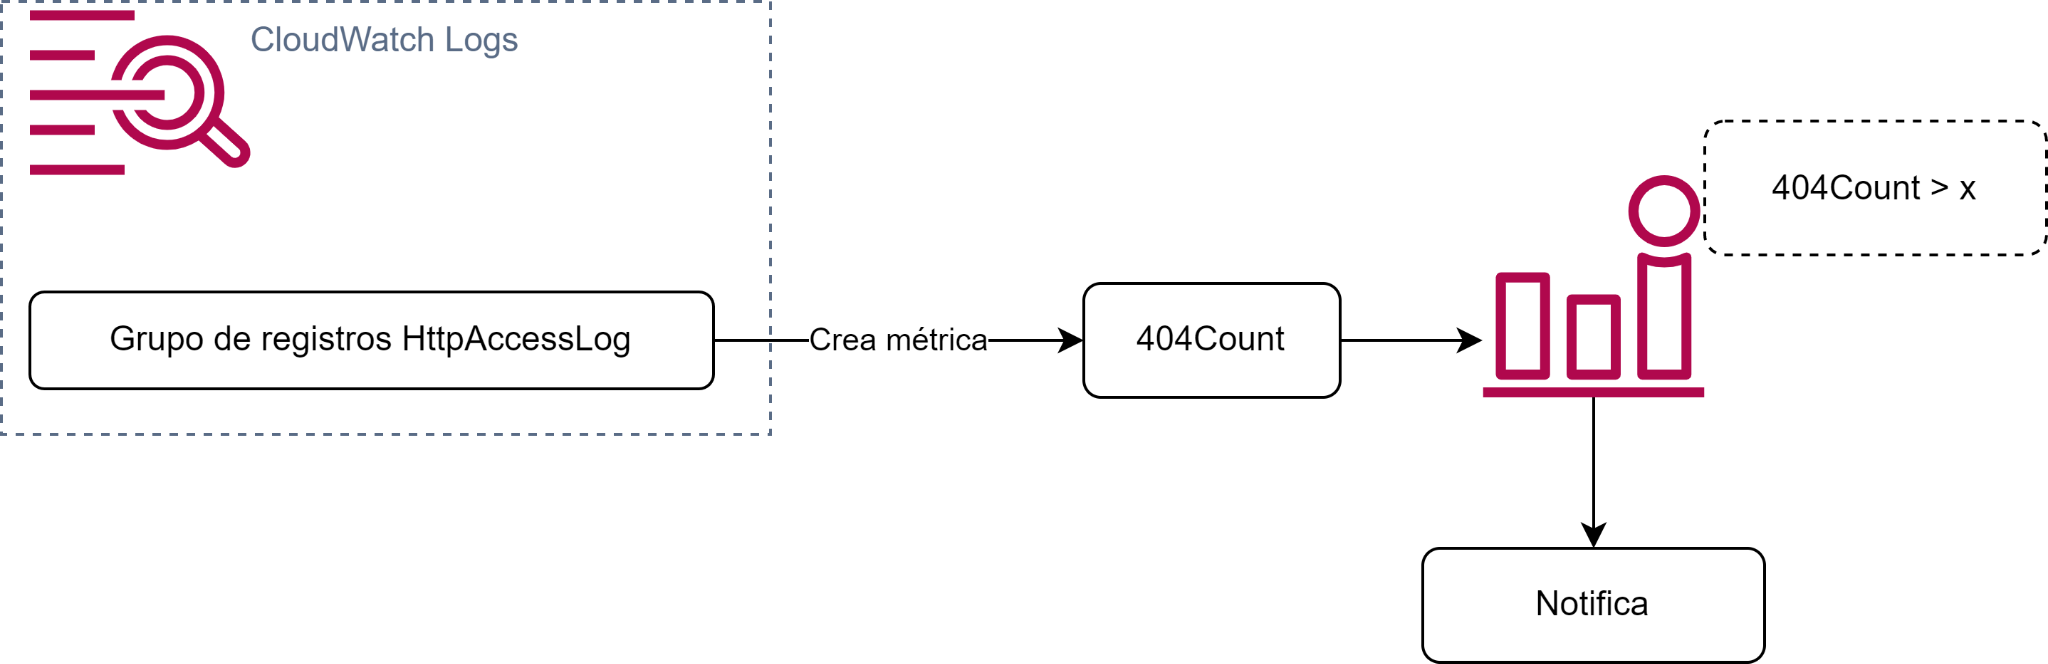 CloudWatch Logs
Grupo de registros HttpAccessLog
Crea métrica
404Count
404Count > x
Notifica